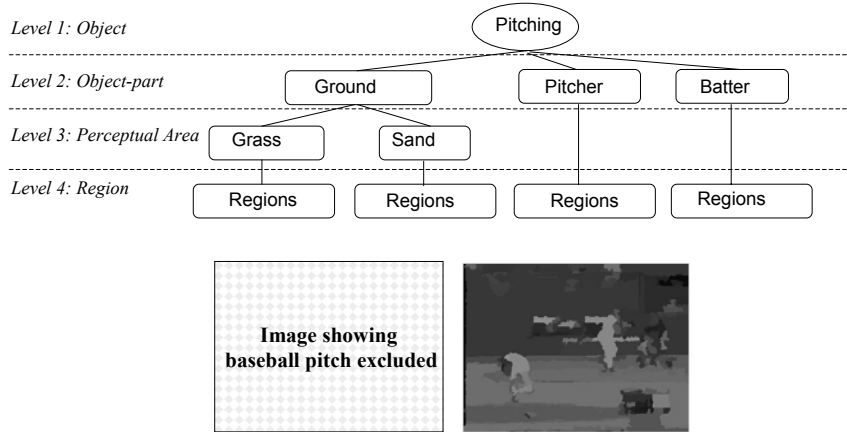 Level 1: Object
Pitching
Level 2: Object-part
Ground
Pitcher
Batter
Level 3: Perceptual Area
Grass
Sand
Level 4: Region
Regions
Regions
Regions
Regions
Image showing
baseball pitch excluded